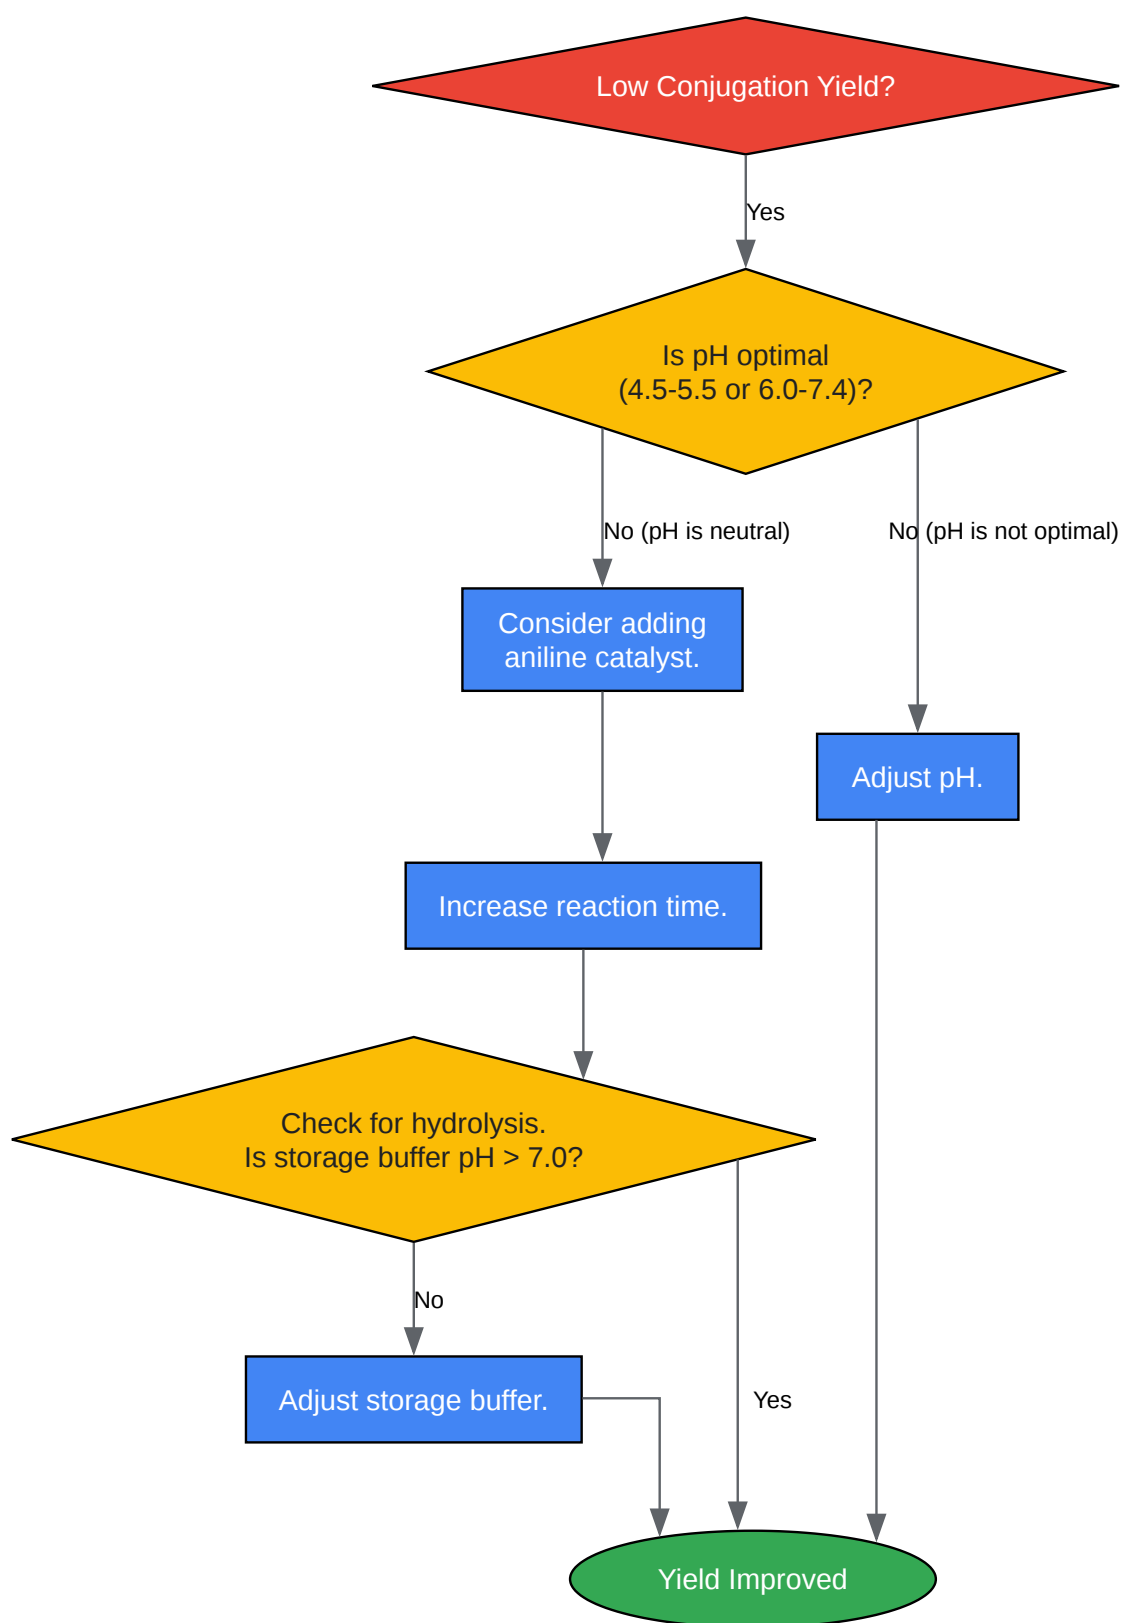 Low Conjugation Yield?
Yes
Is pH optimal
(4.5-5.5 or 6.0-7.4)?
No (pH is neutral)
No (pH is not optimal)
Consider adding
aniline catalyst.
Adjust pH.
Increase reaction time.
Check for hydrolysis.
Is storage buffer pH > 7.0?
No
Adjust storage buffer.
Yes
Yield Improved